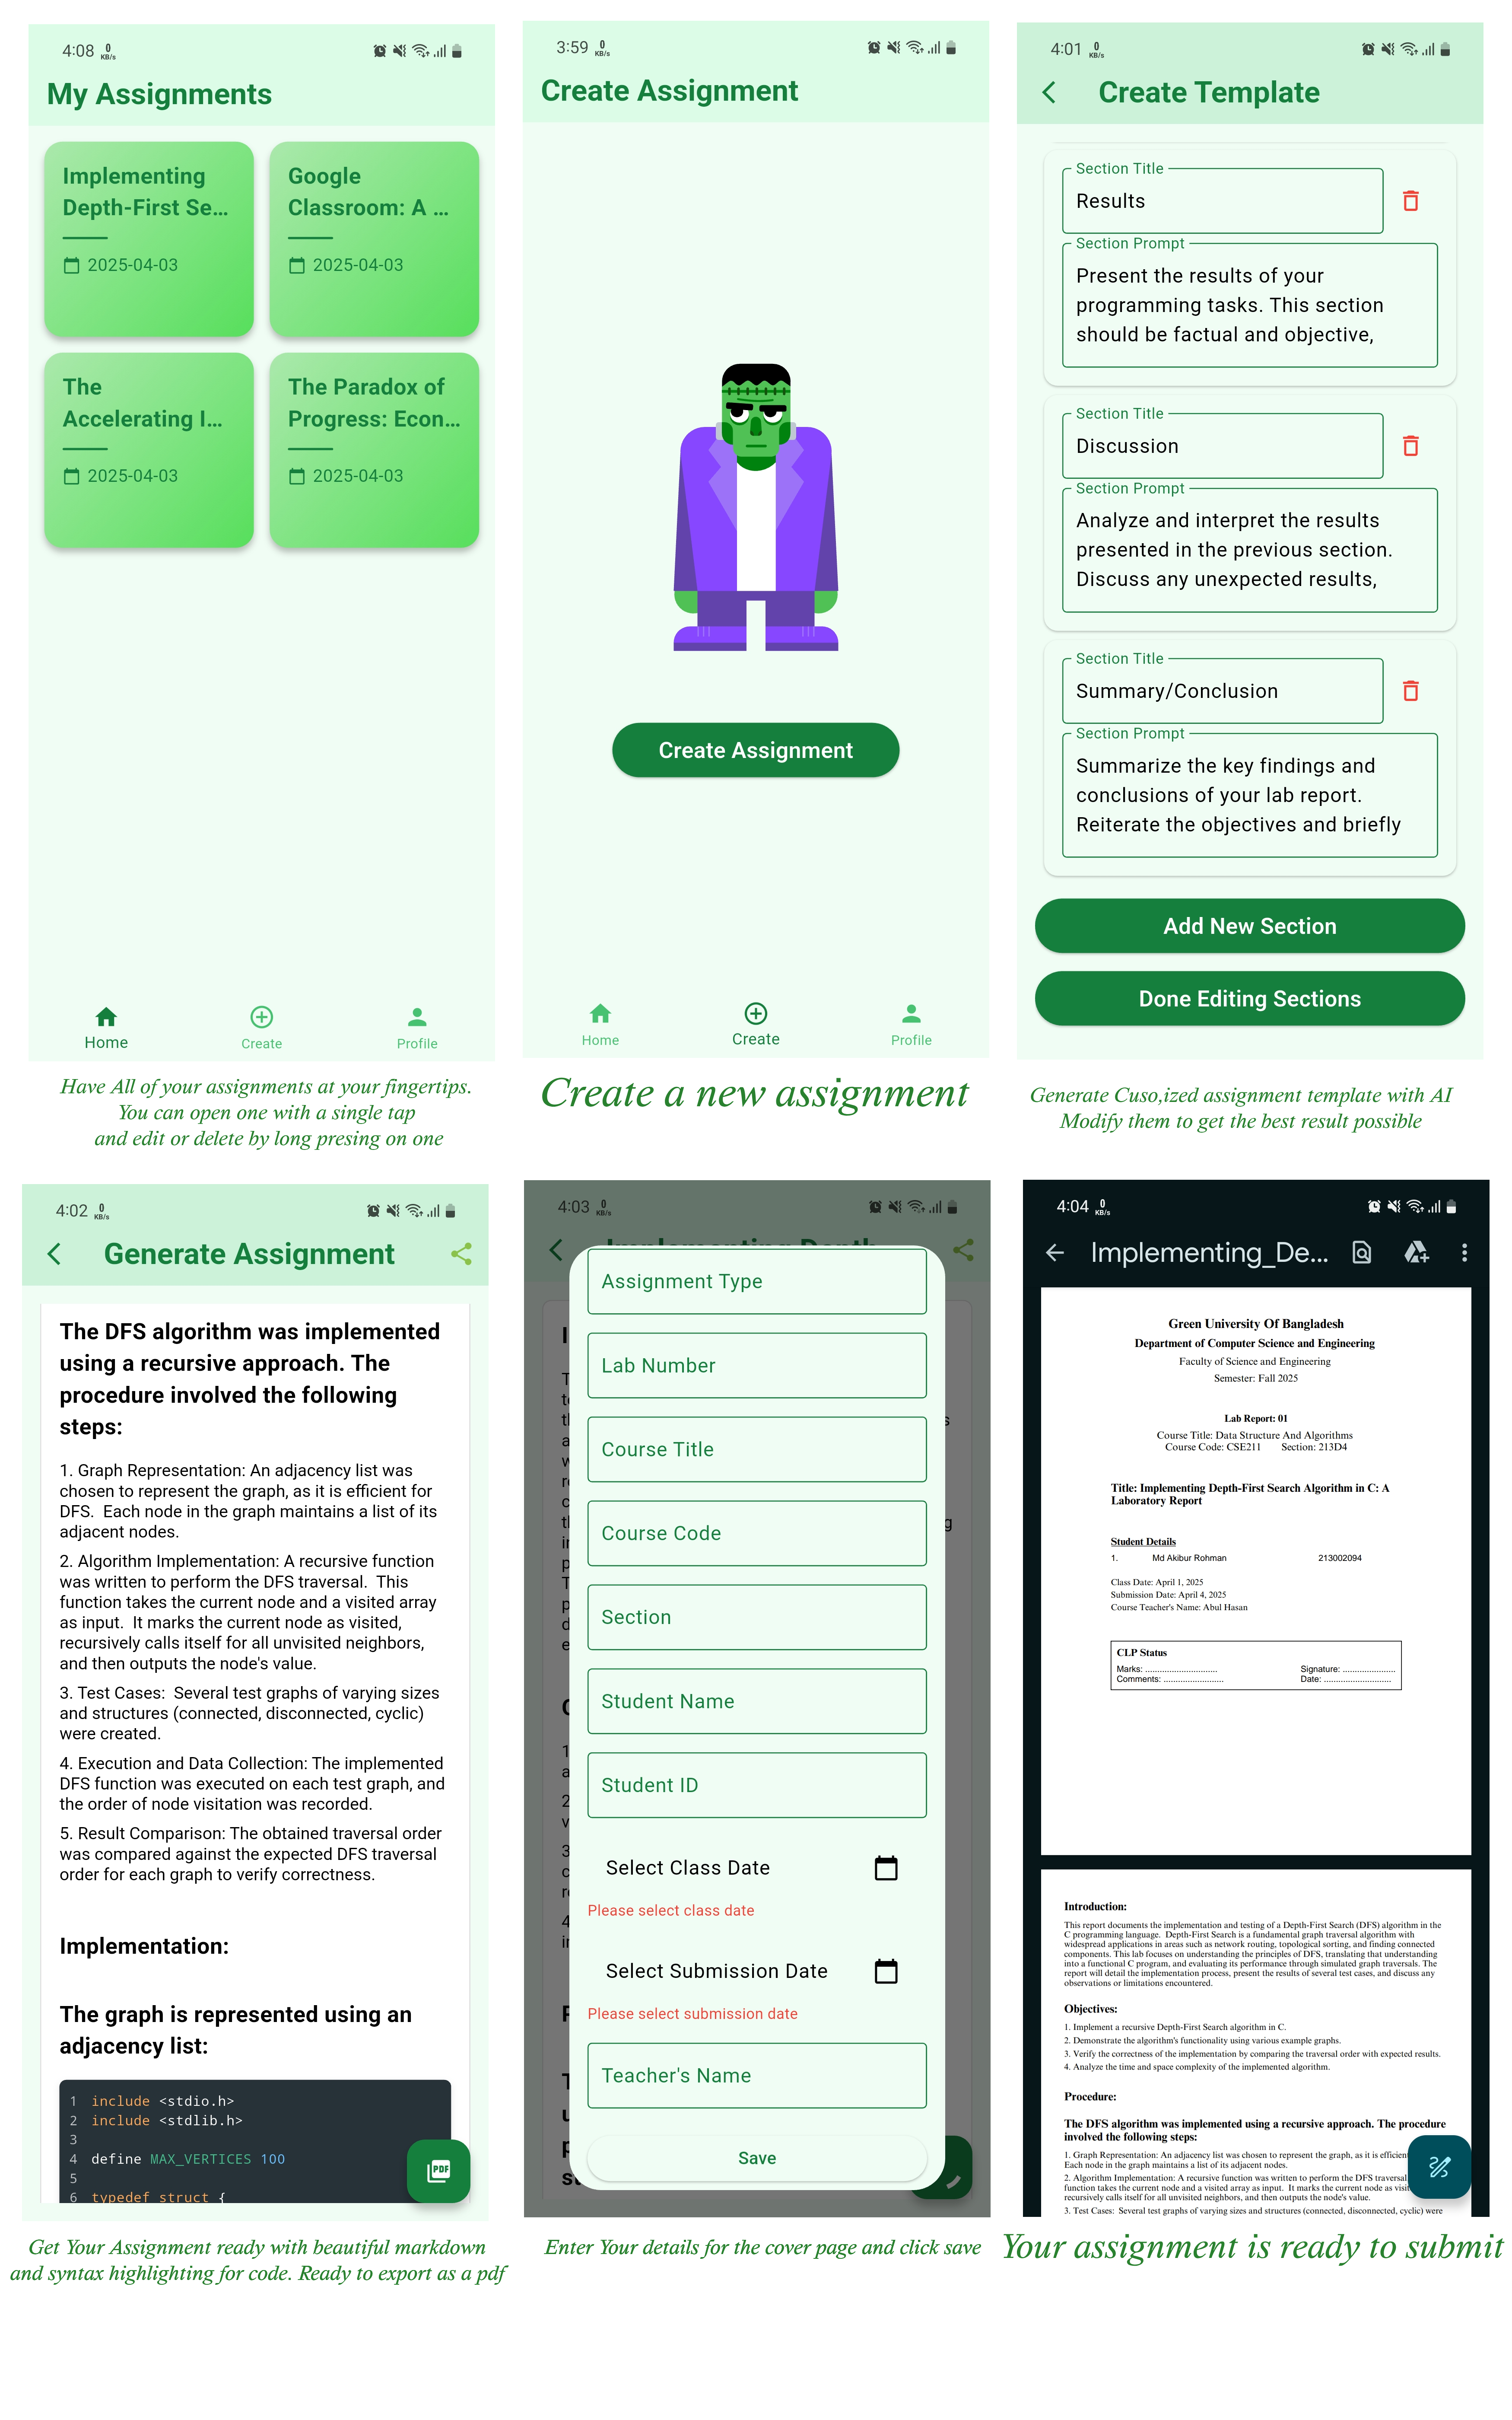 4:08 0 KB/s
My Assignments
Implementing
Depth-First Se...
2025-04-03
Google
Classroom: A ...
2025-04-03
The
Accelerating I...
2025-04-03
The Paradox of
Progress: Econ...
2025-04-03
Home
Create
Profile
Have All of your assignments at your fingertips.
You can open one with a single tap
and edit or delete by long presing on one
3:59 0 KB/s
Create Assignment
Create Assignment
Home
Create
Profile
Create a new assignment
4:01 0 KB/s
Create Template
Section Title
Results
Section Prompt
Present the results of your
programming tasks. This section
should be factual and objective,
Section Title
Discussion
Section Prompt
Analyze and interpret the results
presented in the previous section.
Discuss any unexpected results,
Section Title
Summary/Conclusion
Section Prompt
Summarize the key findings and
conclusions of your lab report.
Reiterate the objectives and briefly
Add New Section
Done Editing Sections
Generate Cuso,ized assignment template with AI
Modify them to get the best result possible
4:02 0 KB/s
Generate Assignment
The DFS algorithm was implemented
using a recursive approach. The
procedure involved the following
steps:
1. Graph Representation: An adjacency list was
chosen to represent the graph, as it is efficient for
DFS. Each node in the graph maintains a list of its
adjacent nodes.
2. Algorithm Implementation: A recursive function
was written to perform the DFS traversal. This
function takes the current node and a visited array
as input. It marks the current node as visited,
recursively calls itself for all unvisited neighbors,
and then outputs the node's value.
3. Test Cases: Several test graphs of varying sizes
and structures (connected, disconnected, cyclic)
were created.
4. Execution and Data Collection: The implemented
DFS function was executed on each test graph, and
the order of node visitation was recorded.
5. Result Comparison: The obtained traversal order
was compared against the expected DFS traversal
order for each graph to verify correctness.
Implementation:
The graph is represented using an
adjacency list:
1 include <stdio.h>
2 include <stdlib.h>
3
4 define MAX_VERTICES 100
5
6 typedef struct {
PDF
Get Your Assignment ready with beautiful markdown
and syntax highlighting for code. Ready to export as a pdf
4:03 0 KB/s
Assignment Type
Lab Number
Course Title
Course Code
Section
Student Name
Student ID
Select Class Date
Please select class date
Select Submission Date
Please select submission date
Teacher's Name
Save
Enter Your details for the cover page and click save
4:04 0 KB/s
Implementing_De...
Green University Of Bangladesh
Department of Computer Science and Engineering
Faculty of Science and Engineering
Semester: Fall 2025
Lab Report: 01
Course Title: Data Structure And Algorithms
Course Code: CSE211 Section: 213D4
Title: Implementing Depth-First Search Algorithm in C: A
Laboratory Report
Student Details
1. Md Akibur Rohman 213002094
Class Date: April 1, 2025
Submission Date: April 4, 2025
Course Teacher's Name: Abul Hasan
CLP Status
Marks: ........................... Signature: ....................
Comments: ....................... Date: .........................
Introduction:
This report documents the implementation and testing of a Depth-First Search (DFS) algorithm in the
C programming language. Depth-First Search is a fundamental graph traversal algorithm with
widespread applications in areas such as network routing, topological sorting, and finding connected
components. This lab focuses on understanding the principles of DFS, translating that understanding
into a functional C program, and evaluating its performance through simulated graph traversals. The
report will detail the implementation process, present the results of several test cases, and discuss any
observations or limitations encountered.
Objectives:
1. Implement a recursive Depth-First Search algorithm in C.
2. Demonstrate the algorithm's functionality using various example graphs.
3. Verify the correctness of the implementation by comparing the traversal order with expected results.
4. Analyze the time and space complexity of the implemented algorithm.
Procedure:
The DFS algorithm was implemented using a recursive approach. The procedure
involved the following steps:
1. Graph Representation: An adjacency list was chosen to represent the graph, as it is efficient
Each node in the graph maintains a list of its adjacent nodes.
2. Algorithm Implementation: A recursive function was written to perform the DFS traversal
function takes the current node and a visited array as input. It marks the current node as
recursively calls itself for all unvisited neighbors, and then outputs the node's value.
3. Test Cases: Several test graphs of varying sizes and structures (connected, disconnected, cyclic) were
Your assignment is ready to submit